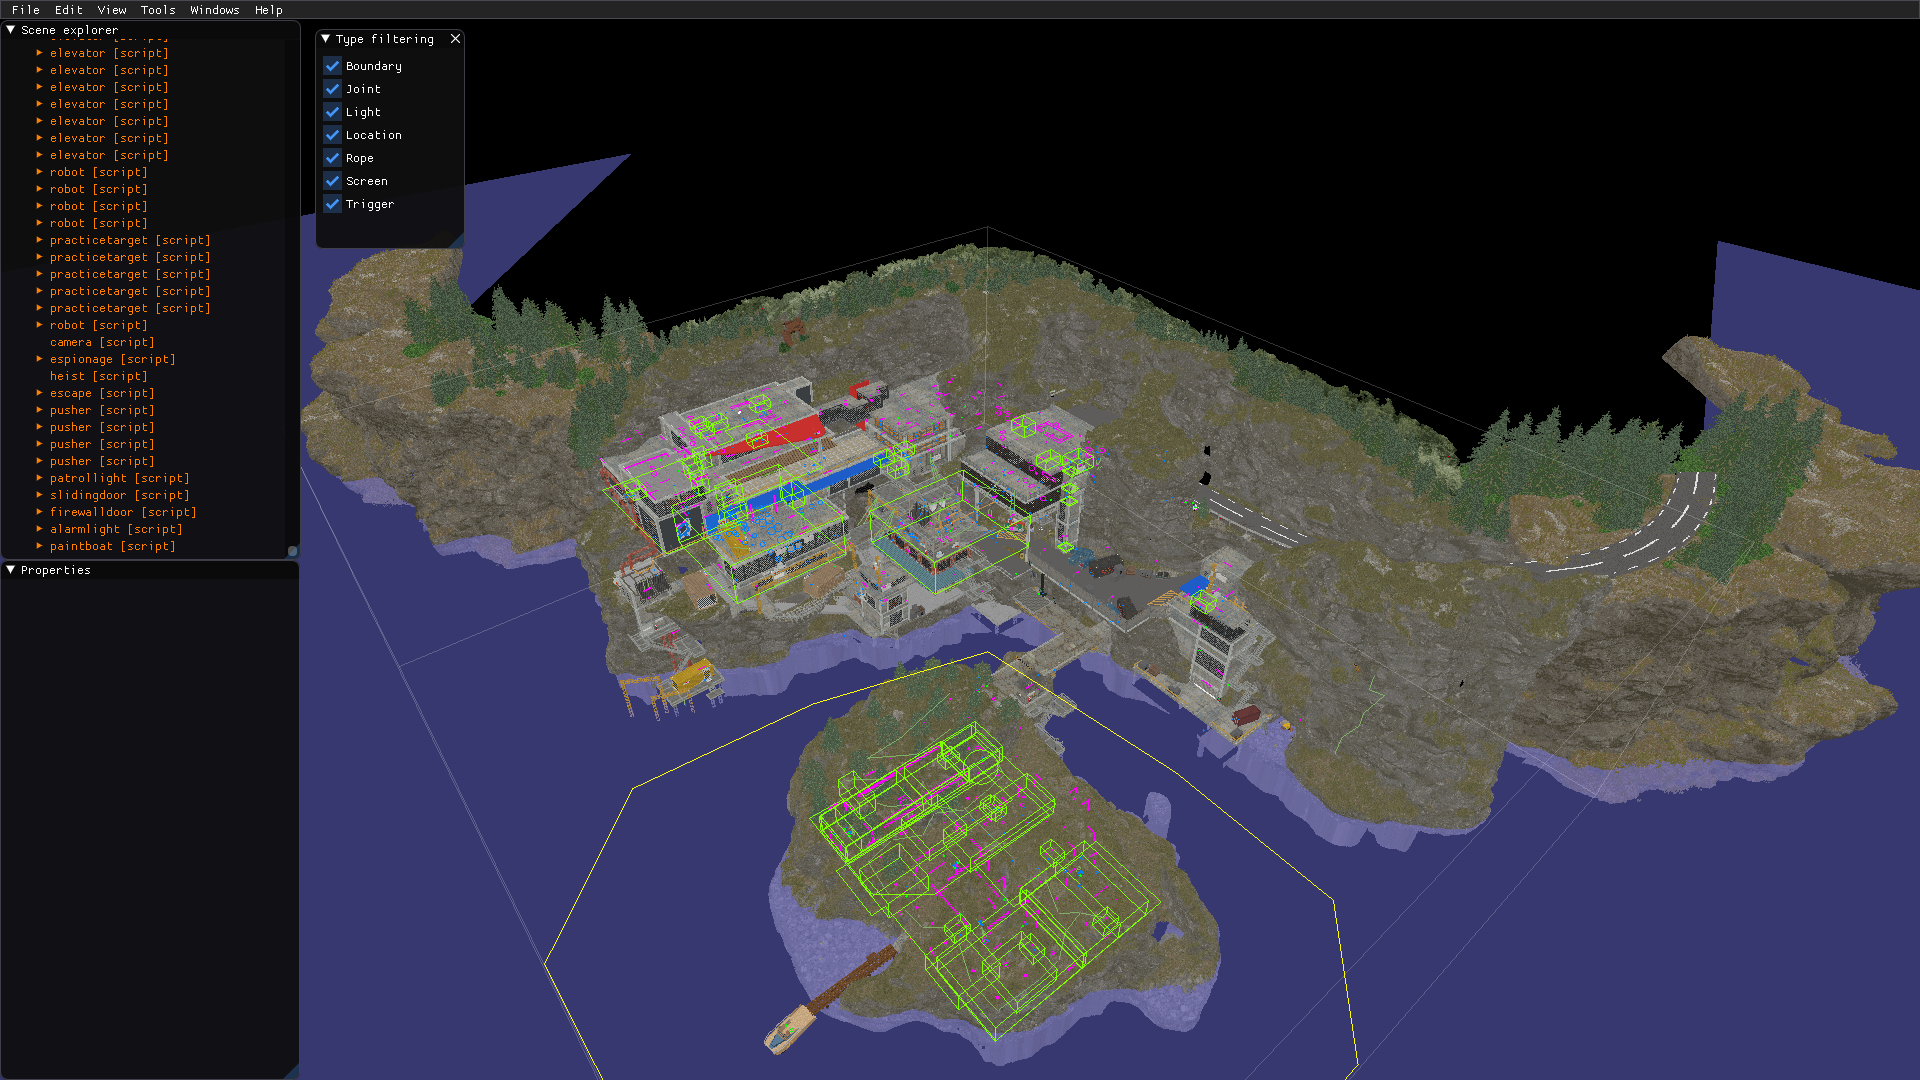 File Edit View Tools Windows Help
Scene explorer
elevator [script]
elevator [script]
elevator [script]
elevator [script]
elevator [script]
elevator [script]
elevator [script]
robot [script]
robot [script]
robot [script]
robot [script]
practicetarget [script]
practicetarget [script]
practicetarget [script]
practicetarget [script]
practicetarget [script]
robot [script]
camera [script]
espionage [script]
heist [script]
escape [script]
pusher [script]
pusher [script]
pusher [script]
pusher [script]
patrollight [script]
slidingdoor [script]
firewalldoor [script]
alarmlight [script]
paintboat [script]
Properties
Type filtering
Boundary
Joint
Light
Location
Rope
Screen
Trigger